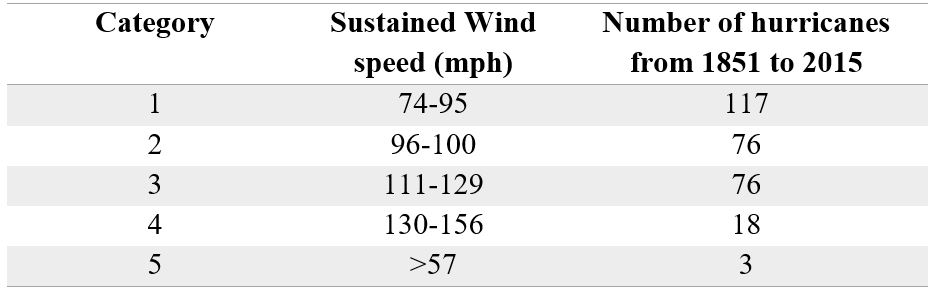 Category Sustained Wind Number of hurricanes
speed (mph) from 1851 to 2015
1 74-95 117
2 96-100 76
3 111-129 76
4 130-156 18
5 >57 3